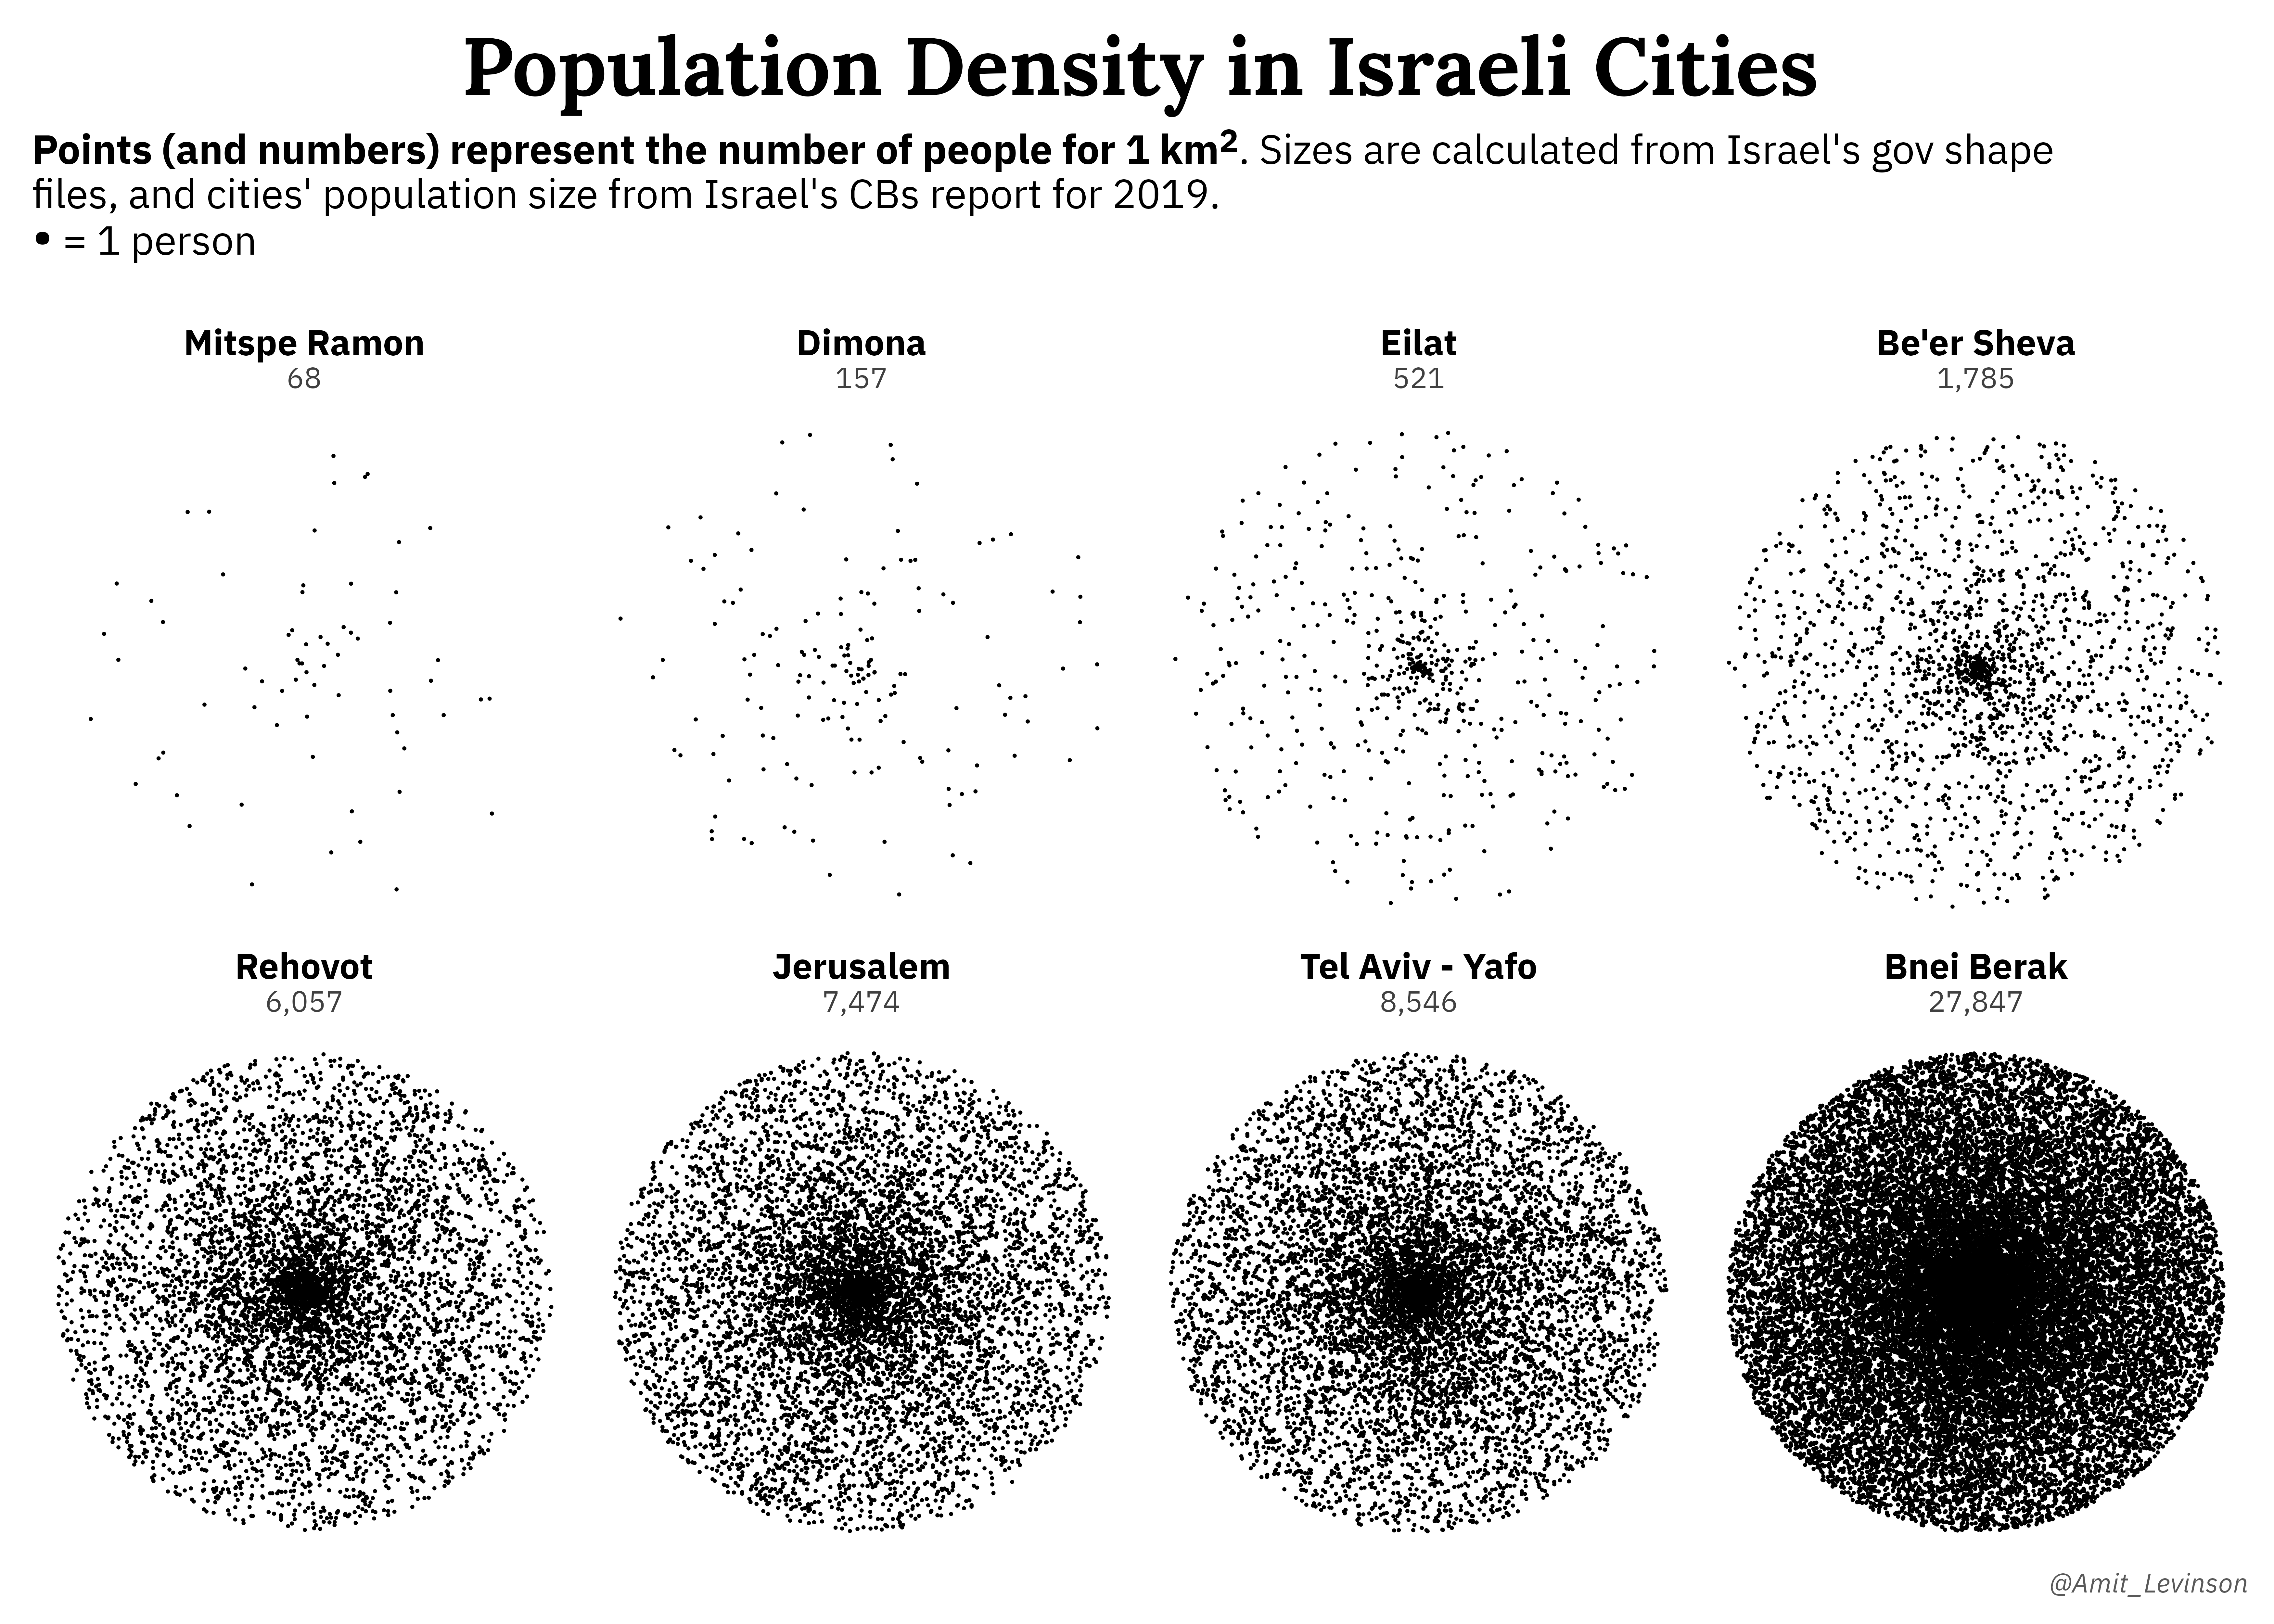 Population Density in Israeli Cities
Points (and numbers) represent the number of people for 1 km². Sizes are calculated from Israel's gov shape
files, and cities' population size from Israel's CBs report for 2019.
• = 1 person
Mitspe Ramon
68
Dimona
157
Eilat
521
Be'er Sheva
1,785
Rehovot
6,057
Jerusalem
7,474
Tel Aviv - Yafo
8,546
Bnei Berak
27,847
@Amit_Levinson